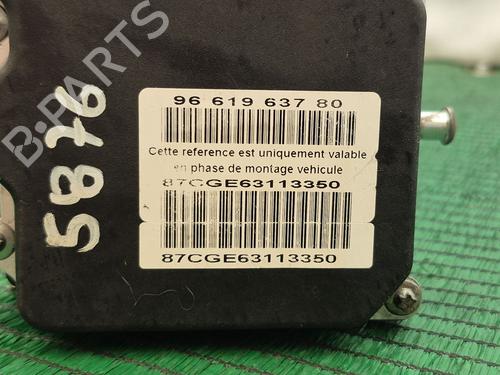 B-PARTS
5876
96 619 637 80
Cette reference est uniquement valable
en phase de montage vehicule
87CGE63113350
87CGE63113350